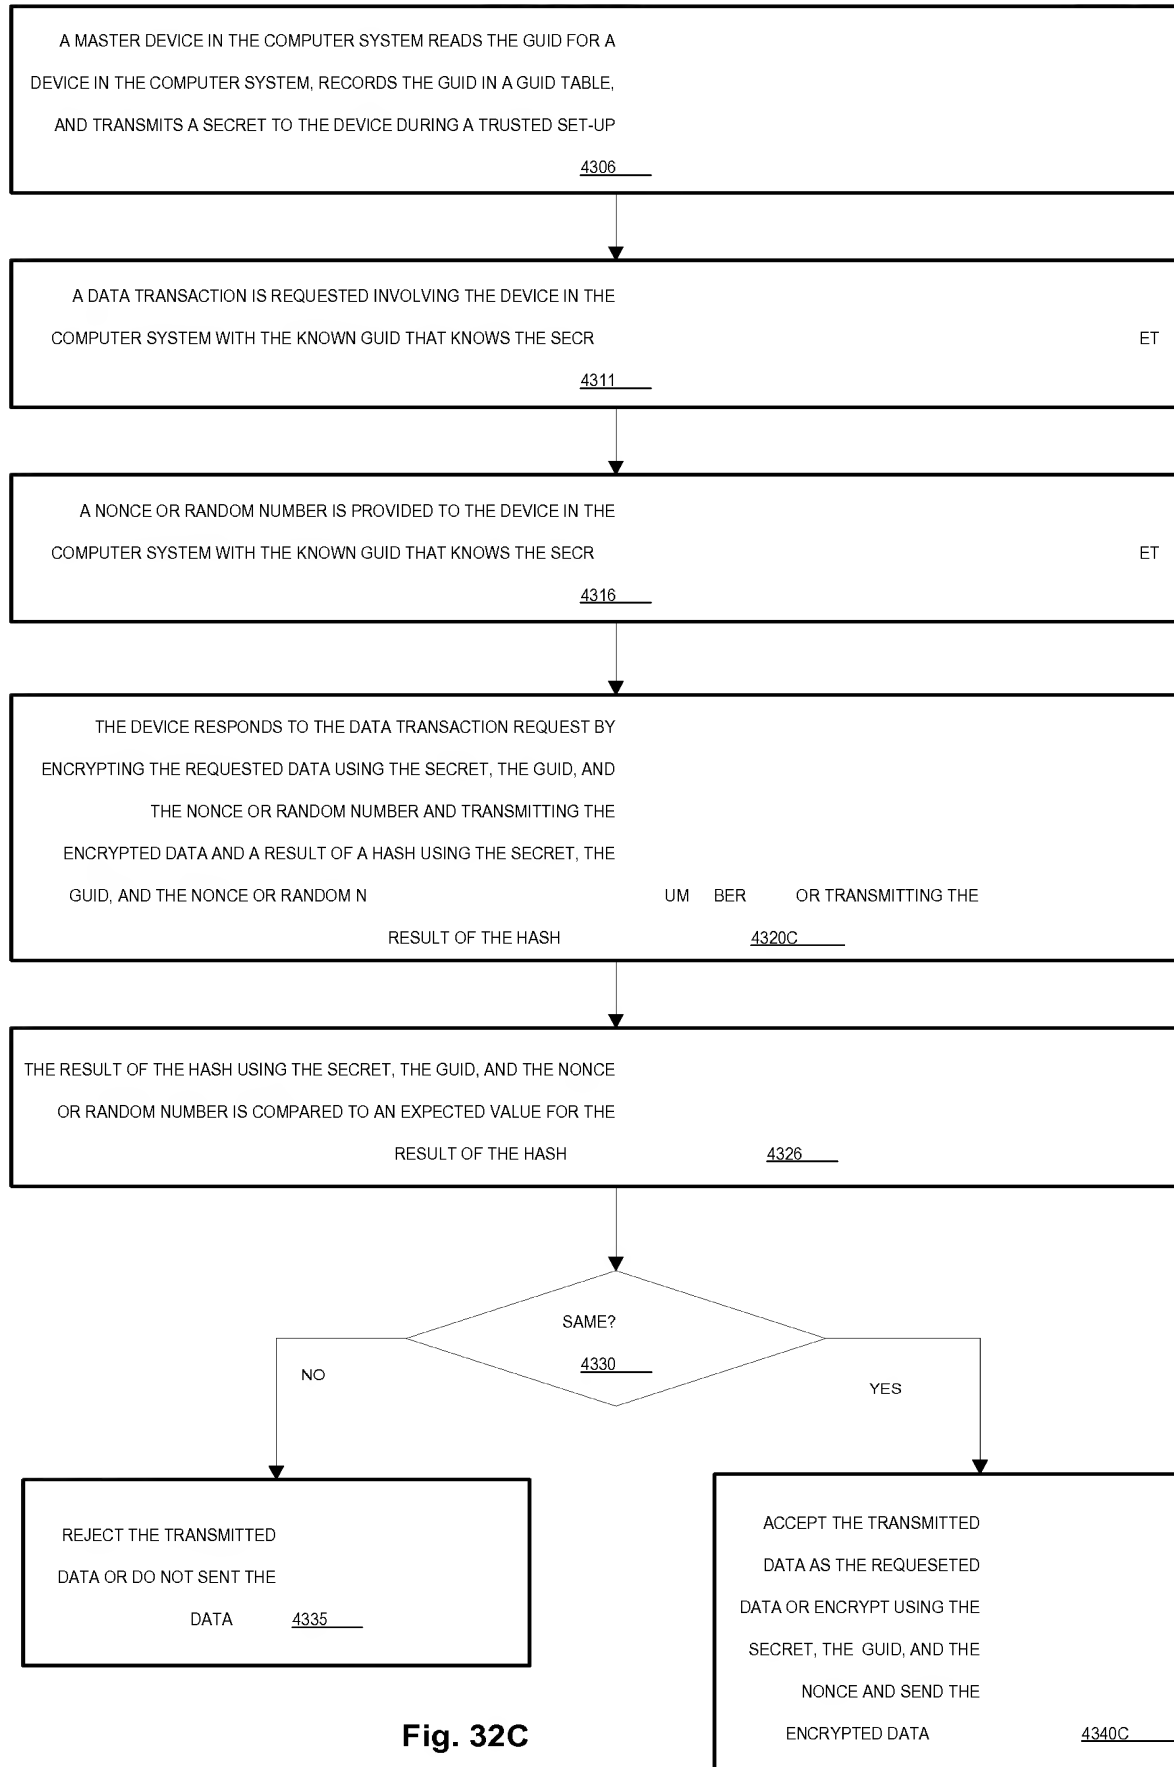 A MASTER DEVICE IN THE COMPUTER SYSTEM READS THE GUID FOR A
DEVICE IN THE COMPUTER SYSTEM, RECORDS THE GUID IN A GUID TABLE,
AND TRANSMITS A SECRET TO THE DEVICE DURING A TRUSTED SET-UP
4306
A DATA TRANSACTION IS REQUESTED INVOLVING THE DEVICE IN THE
COMPUTER SYSTEM WITH THE KNOWN GUID THAT KNOWS THE SECR ET
4311
A NONCE OR RANDOM NUMBER IS PROVIDED TO THE DEVICE IN THE
COMPUTER SYSTEM WITH THE KNOWN GUID THAT KNOWS THE SECR ET
4316
THE DEVICE RESPONDS TO THE DATA TRANSACTION REQUEST BY
ENCRYPTING THE REQUESTED DATA USING THE SECRET, THE GUID, AND
THE NONCE OR RANDOM NUMBER AND TRANSMITTING THE
ENCRYPTED DATA AND A RESULT OF A HASH USING THE SECRET, THE
GUID, AND THE NONCE OR RANDOM N UM BER OR TRANSMITTING THE
RESULT OF THE HASH 4320C
THE RESULT OF THE HASH USING THE SECRET, THE GUID, AND THE NONCE
OR RANDOM NUMBER IS COMPARED TO AN EXPECTED VALUE FOR THE
RESULT OF THE HASH 4326
SAME?
4330
NO
YES
REJECT THE TRANSMITTED
DATA OR DO NOT SENT THE
DATA 4335
ACCEPT THE TRANSMITTED
DATA AS THE REQUESETED
DATA OR ENCRYPT USING THE
SECRET, THE GUID, AND THE
NONCE AND SEND THE
ENCRYPTED DATA 4340C
Fig. 32C